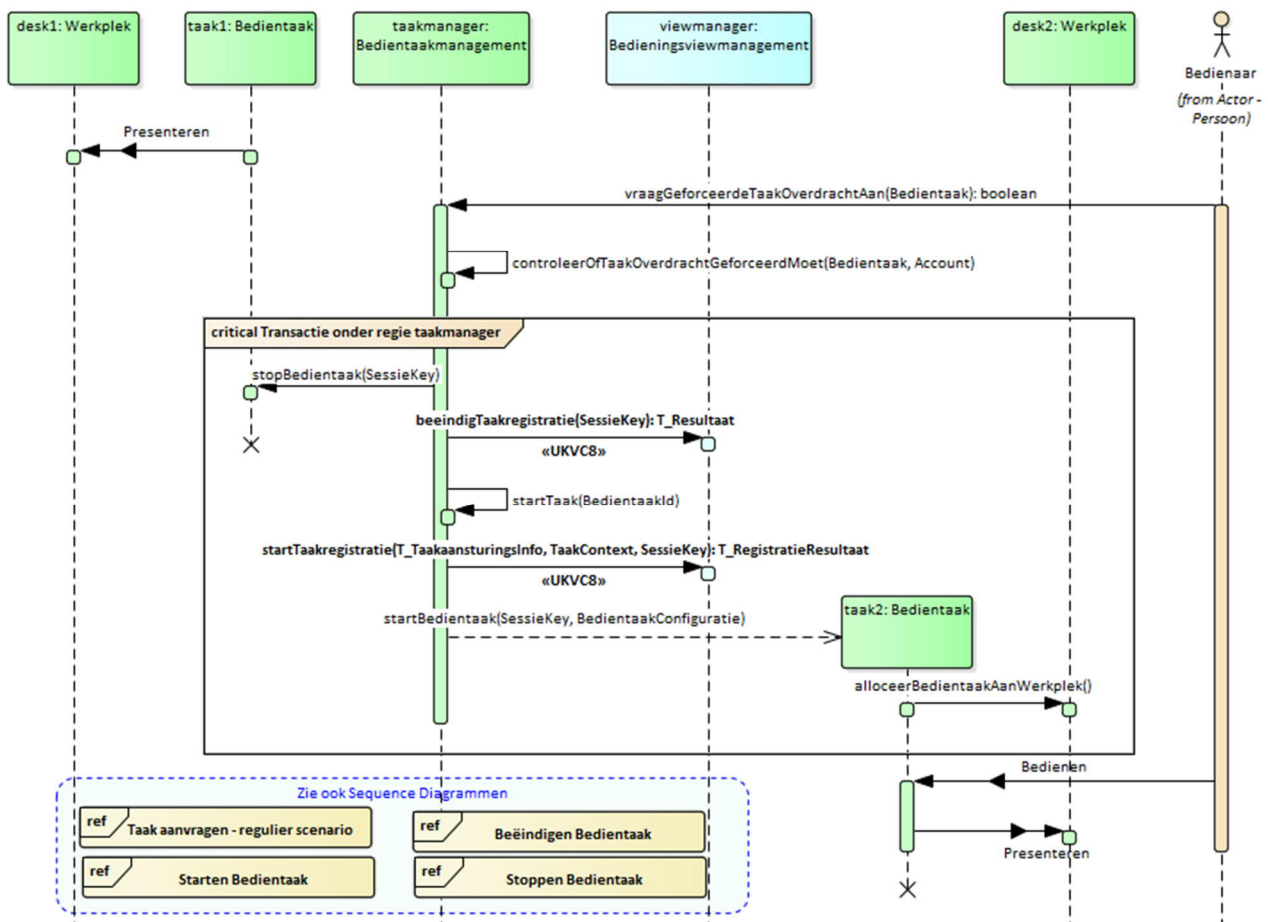 desk1: Werkplek
taak1: Bedientaak
taakmanager:
Bedientaakmanagement
viewmanager:
Bedieningsviewmanagement
desk2: Werkplek
Bedienaar
(from Actor -
Persoon)
Presenteren
vraagGeforceerdeTaakOverdrachtAan(Bedientaak): boolean
controleerOfTaakOverdrachtGeforceerdMoet(Bedientaak, Account)
critical Transactie onder regie taakmanager
stopBedientaak(SessieKey)
beeindigTaakregistratie(SessieKey): T_Resultaat
«UKVC8»
startTaak(BedientaakId)
startTaakregistratie(T_TaakaansturingsInfo, TaakContext, SessieKey): T_RegistratieResultaat
«UKVC8»
startBedientaak(SessieKey, BedientaakConfiguratie)
taak2: Bedientaak
alloceerBedientaakAanWerkplek()
Bedienen
Presenteren
Zie ook Sequence Diagrammen
ref
Taak aanvragen - regulier scenario
ref
Beëindigen Bedientaak
ref
Starten Bedientaak
ref
Stoppen Bedientaak